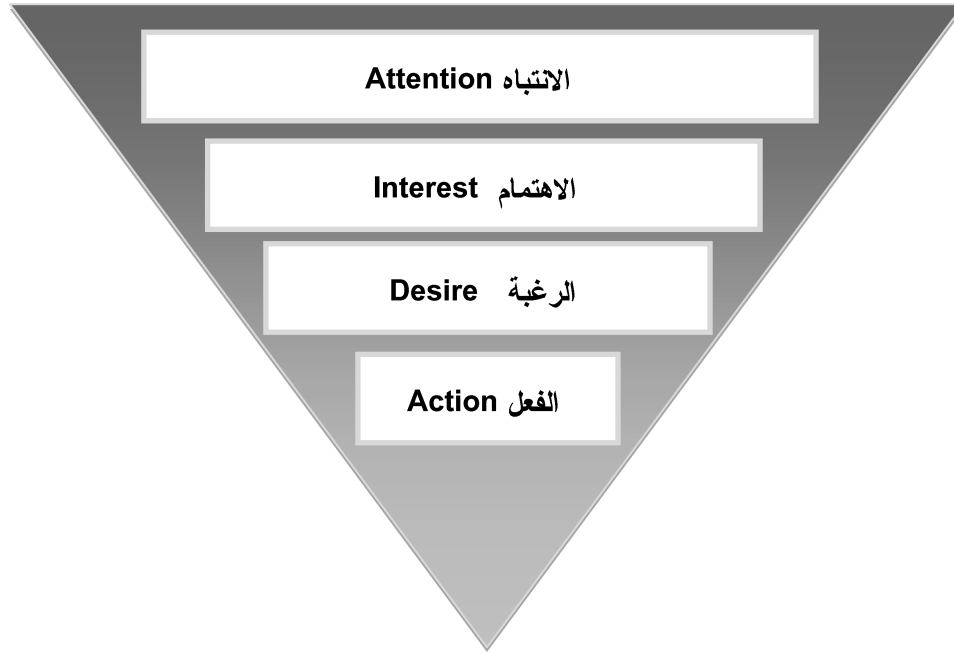 Attention الانتباه
Interest الاهتمام
Desire الرغبة
Action الفعل